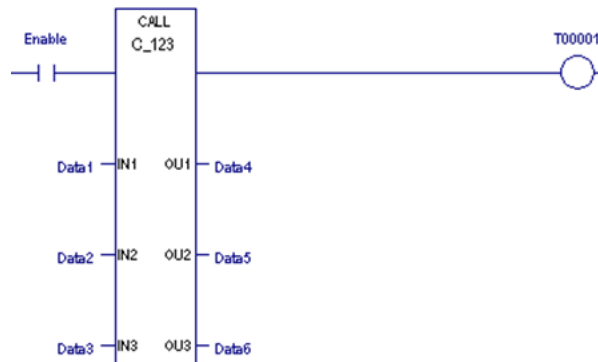 CALL
Enable
C_123
T00001
Data1 IN1 OU1 Data4
Data2 IN2 OU2 Data5
Data3 IN3 OU3 Data6